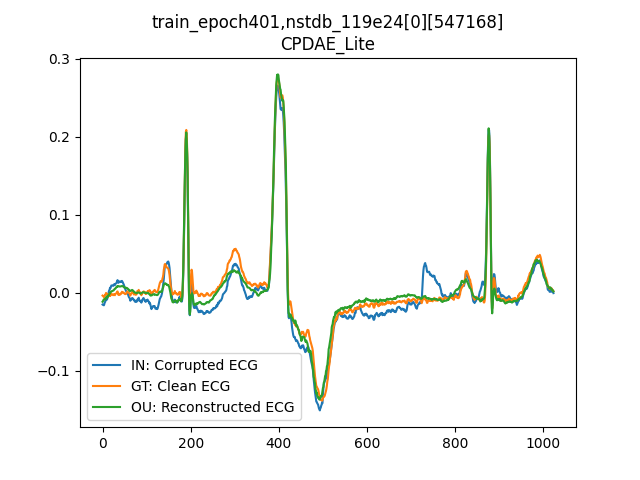 train_epoch401,nstdb_119e24[0][547168]
CPDAE_Lite
0.3
0.2
0.1
0.0
−0.1
IN: Corrupted ECG
GT: Clean ECG
OU: Reconstructed ECG
0 200 400 600 800 1000